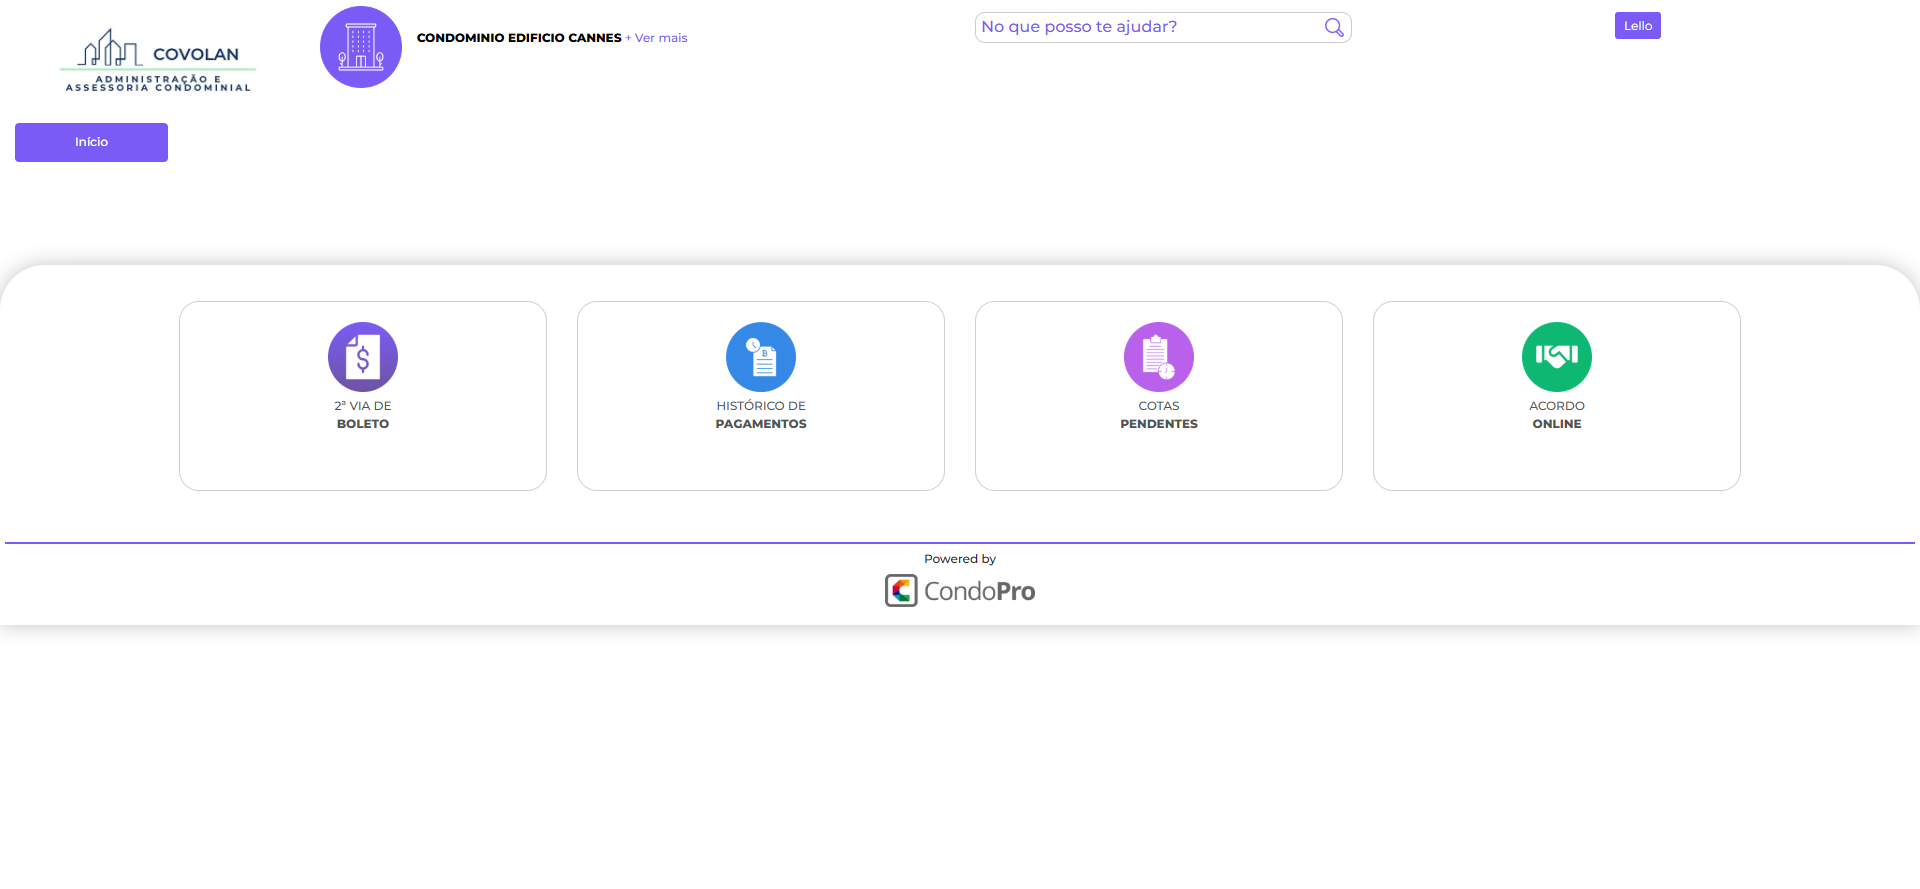 COVOLAN
ADMINISTRAÇÃO E
ASSESSORIA CONDOMINIAL
CONDOMINIO EDIFICIO CANNES + Ver mais
No que posso te ajudar?
Lello
Início
2ª VIA DE
BOLETO
HISTÓRICO DE
PAGAMENTOS
COTAS
PENDENTES
ACORDO
ONLINE
Powered by
CondoPro